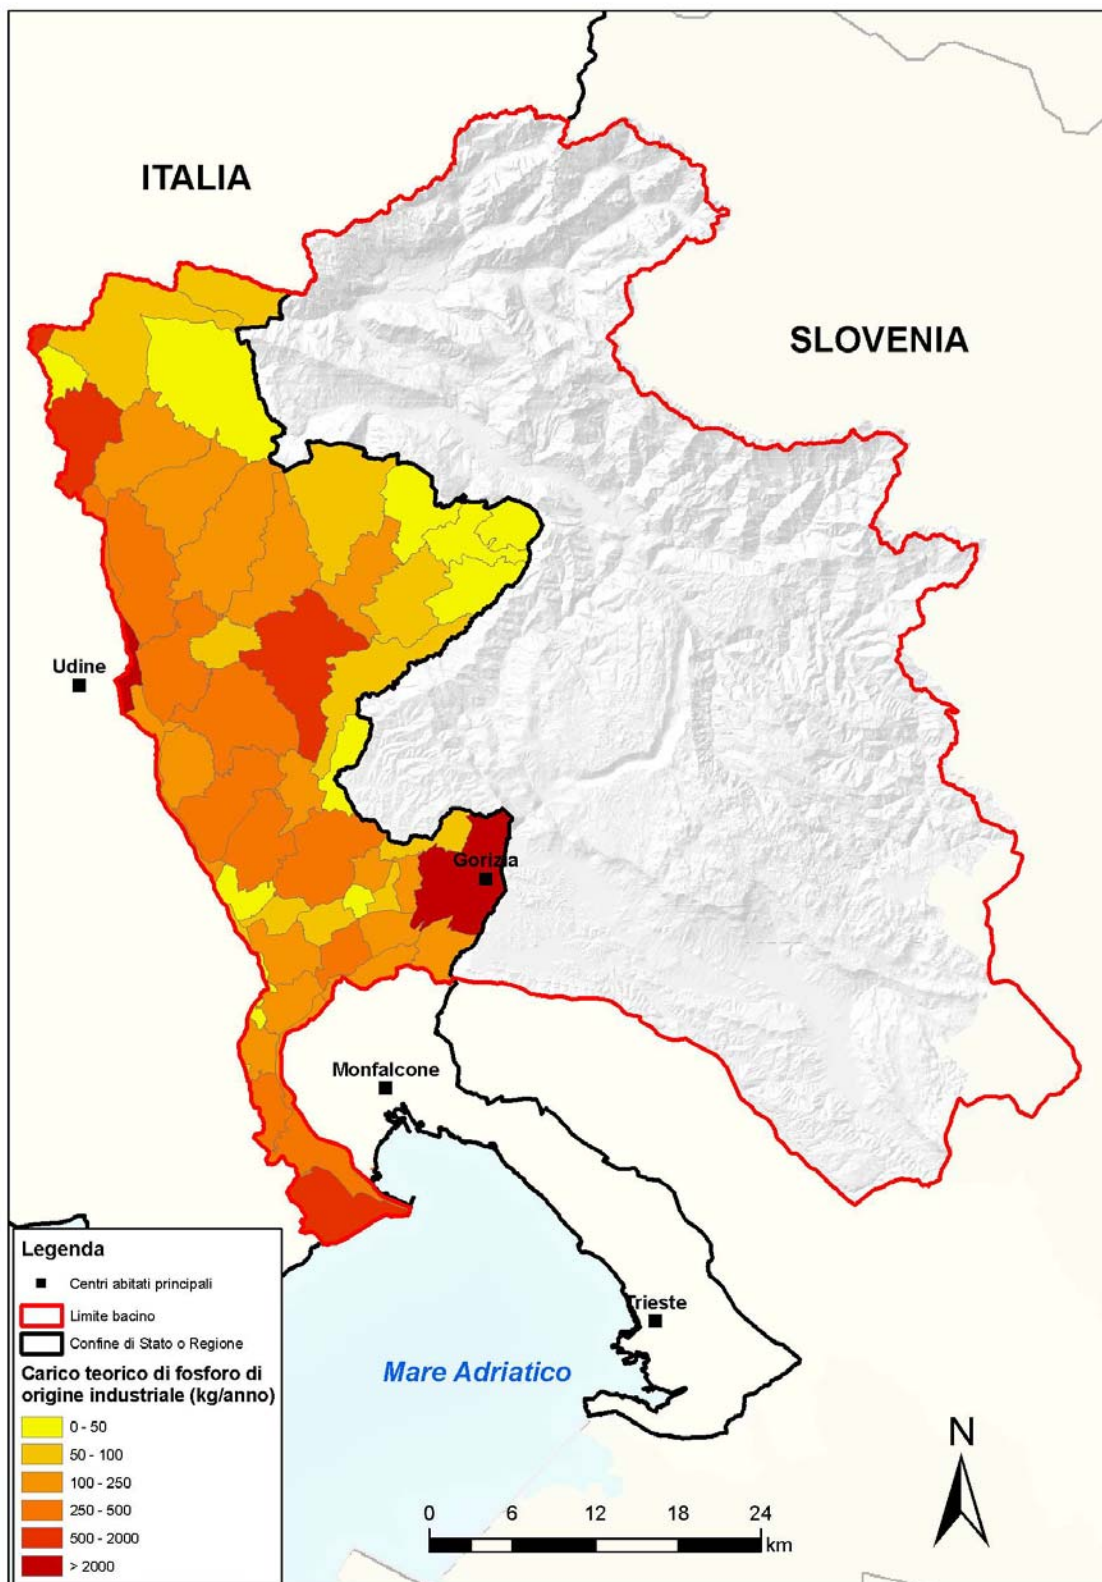 ITALIA
SLOVENIA
Udine
Gorizia
Monfalcone
Trieste
Mare Adriatico
Legenda
Centri abitati principali
Limite bacino
Confine di Stato o Regione
Carico teorico di fosforo di
origine industriale (kg/anno)
0 - 50
50 - 100
100 - 250
250 - 500
500 - 2000
> 2000
0 6 12 18 24
km
N